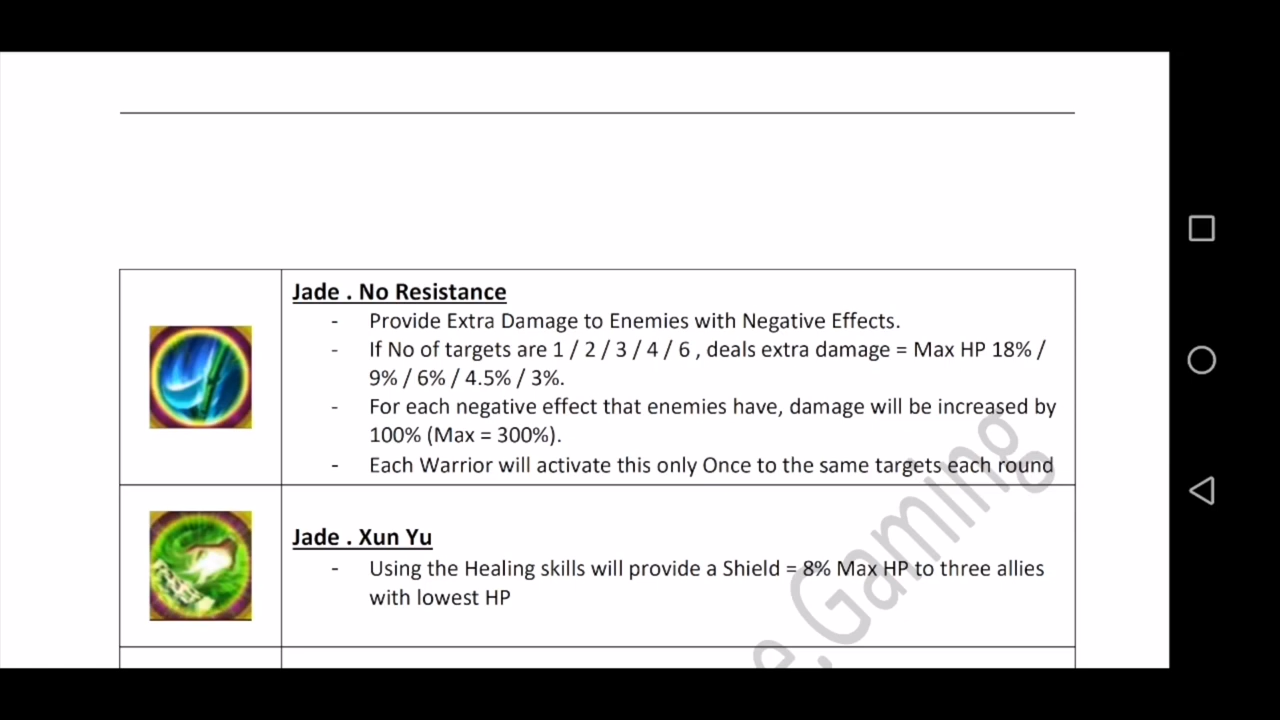 Jade . No Resistance
- Provide Extra Damage to Enemies with Negative Effects.
- If No of targets are 1 / 2 / 3 / 4 / 6 , deals extra damage = Max HP 18% /
9% / 6% / 4.5% / 3%.
- For each negative effect that enemies have, damage will be increased by
100% (Max = 300%).
- Each Warrior will activate this only Once to the same targets each round
Jade . Xun Yu
- Using the Healing skills will provide a Shield = 8% Max HP to three allies
with lowest HP
e.Gaming